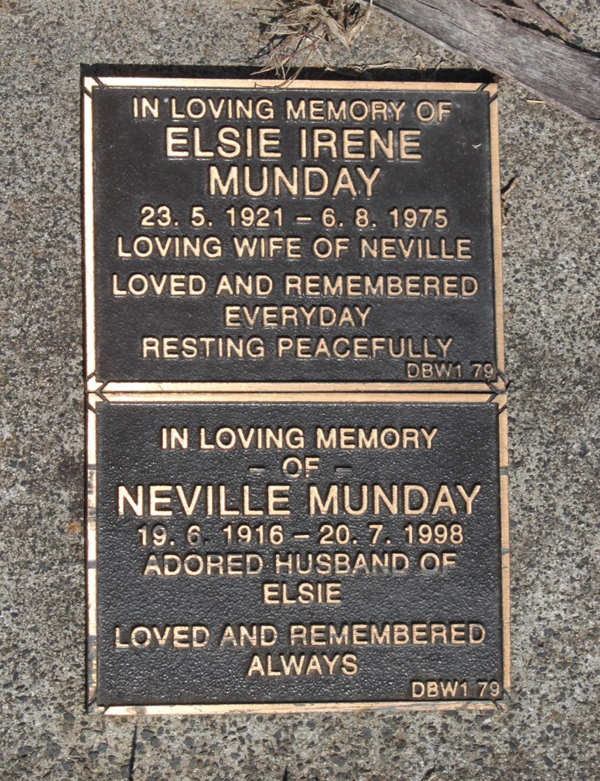 IN LOVING MEMORY OF
ELSIE IRENE
MUNDAY
23. 5. 1921 – 6. 8. 1975
LOVING WIFE OF NEVILLE
LOVED AND REMEMBERED
EVERYDAY
RESTING PEACEFULLY
DBW1 79
IN LOVING MEMORY
– OF –
NEVILLE MUNDAY
19. 6. 1916 – 20. 7. 1998
ADORED HUSBAND OF
ELSIE
LOVED AND REMEMBERED
ALWAYS
DBW1 79